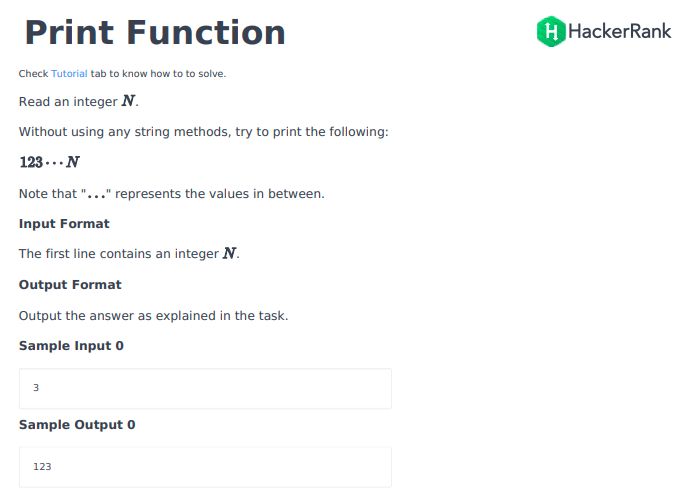 Print Function
HackerRank
Check Tutorial tab to know how to to solve.
Read an integer N.
Without using any string methods, try to print the following:
123⋯N
Note that "..." represents the values in between.
Input Format
The first line contains an integer N.
Output Format
Output the answer as explained in the task.
Sample Input 0
3
Sample Output 0
123